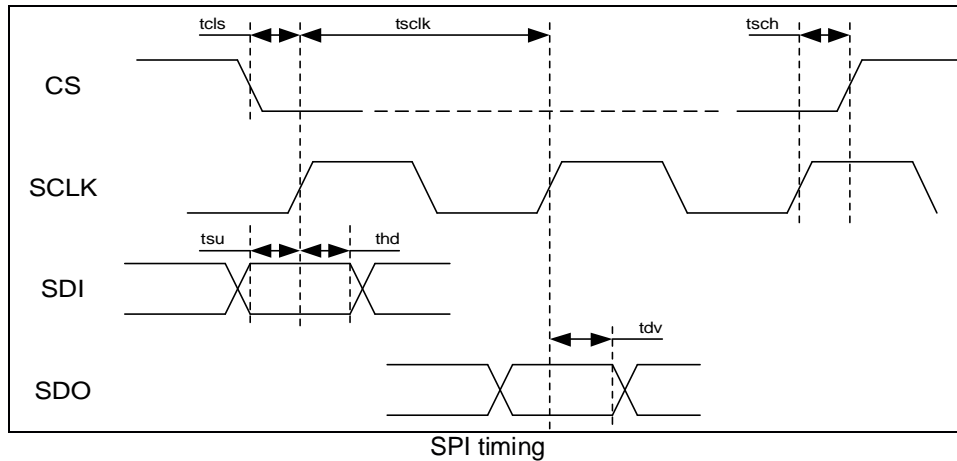 tcls tsclk tsch
CS
SCLK
tsu thd
SDI
tdv
SDO
SPI timing